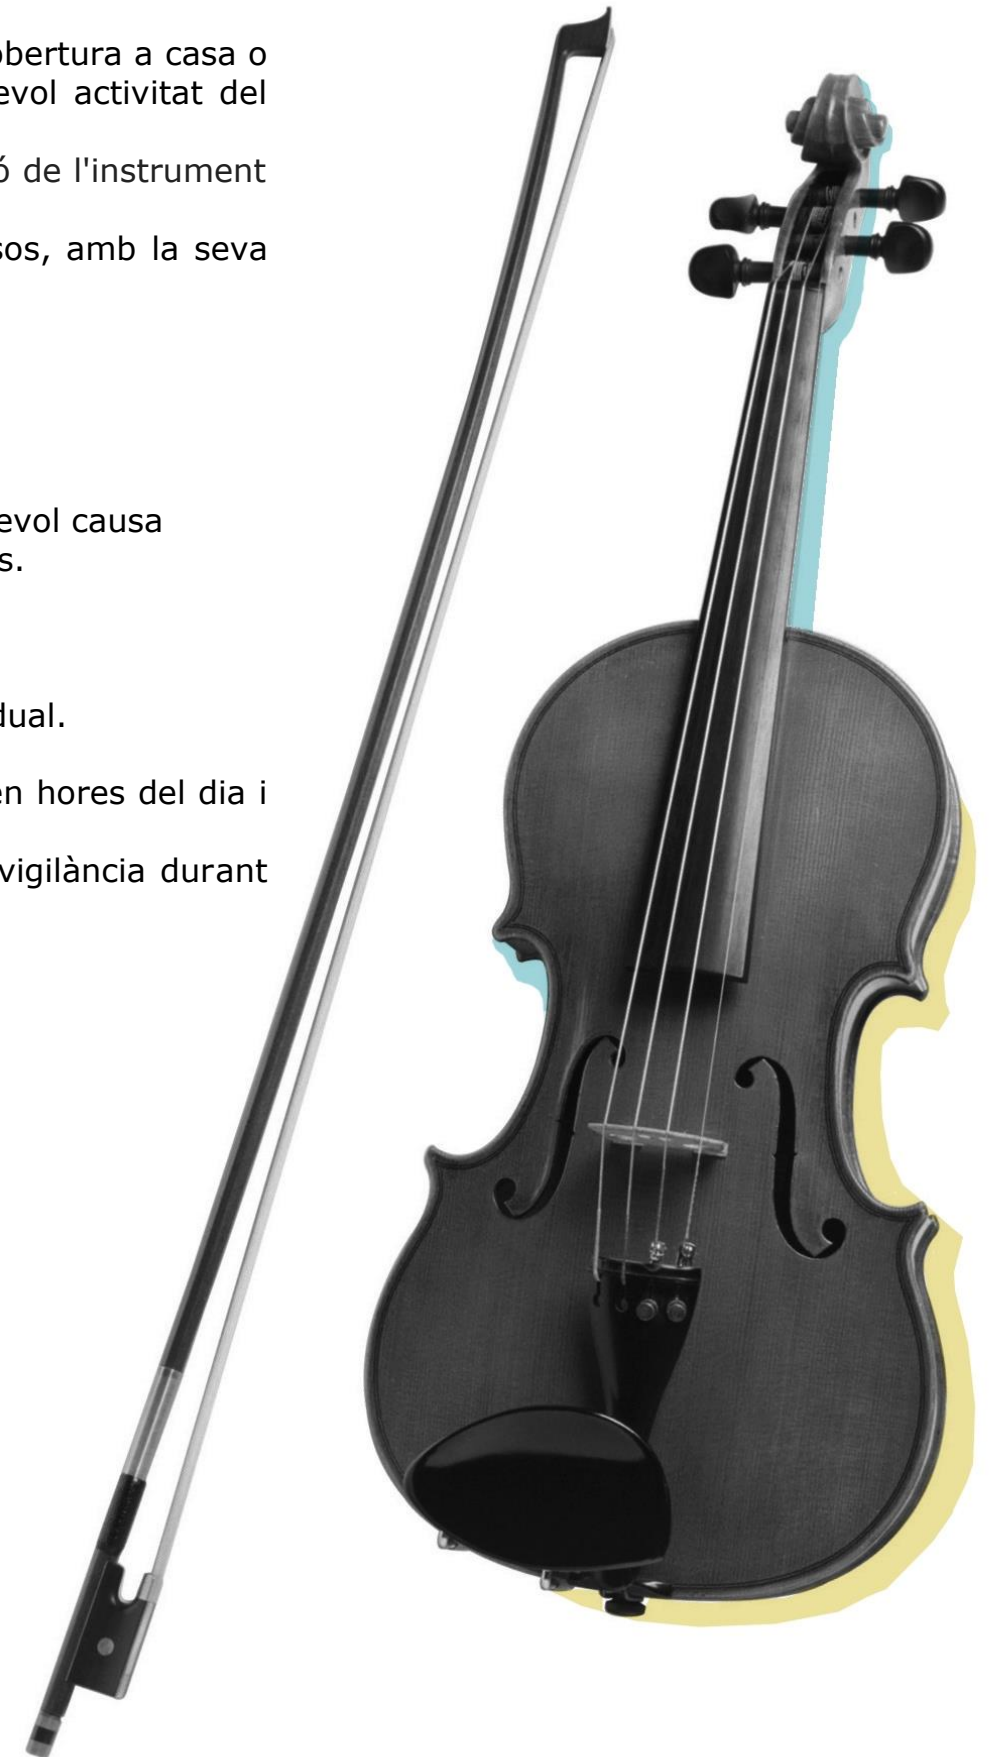 obertura a casa o
evol activitat del
ó de l'instrument
sos, amb la seva
evol causa
s.
dual.
en hores del dia i
vigilància durant